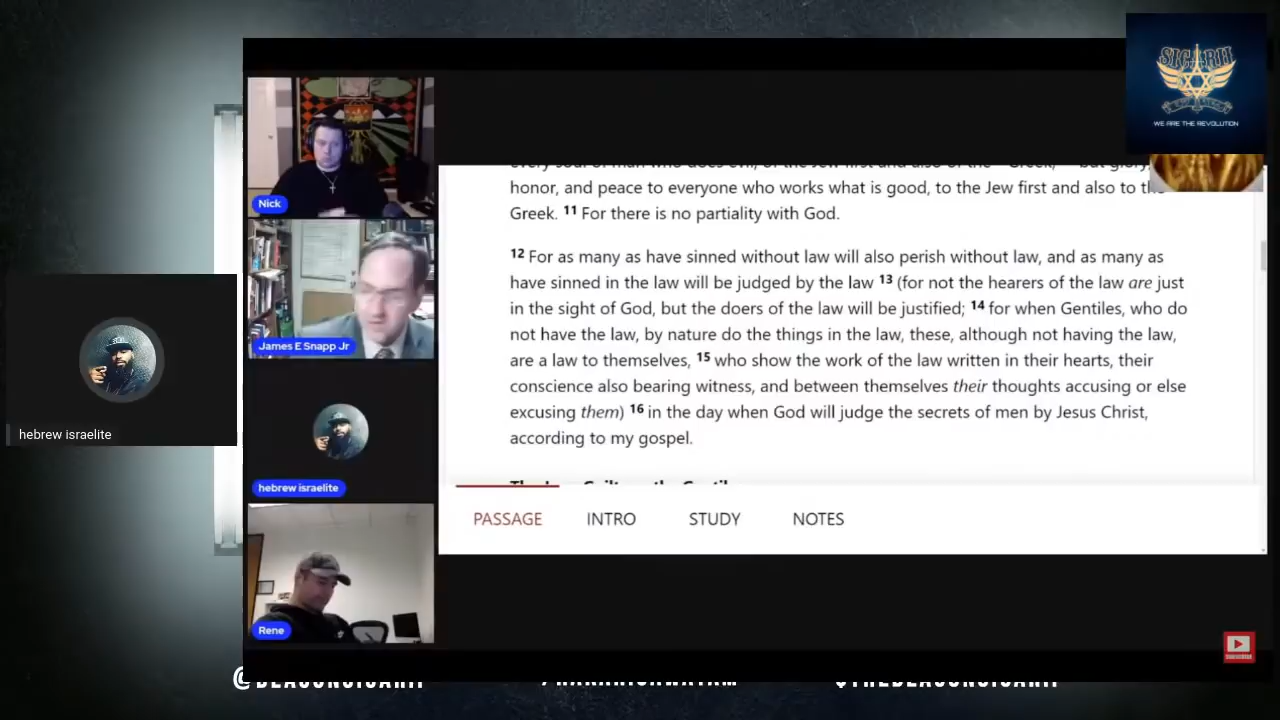 SICARII
WE ARE THE REVOLUTION
Nick
James E Snapp Jr
hebrew israelite
hebrew israelite
Rene
honor, and peace to everyone who works what is good, to the Jew first and also to the
Greek. 11 For there is no partiality with God.
12 For as many as have sinned without law will also perish without law, and as many as
have sinned in the law will be judged by the law 13 (for not the hearers of the law are just
in the sight of God, but the doers of the law will be justified; 14 for when Gentiles, who do
not have the law, by nature do the things in the law, these, although not having the law,
are a law to themselves, 15 who show the work of the law written in their hearts, their
conscience also bearing witness, and between themselves their thoughts accusing or else
excusing them) 16 in the day when God will judge the secrets of men by Jesus Christ,
according to my gospel.
PASSAGE INTRO STUDY NOTES